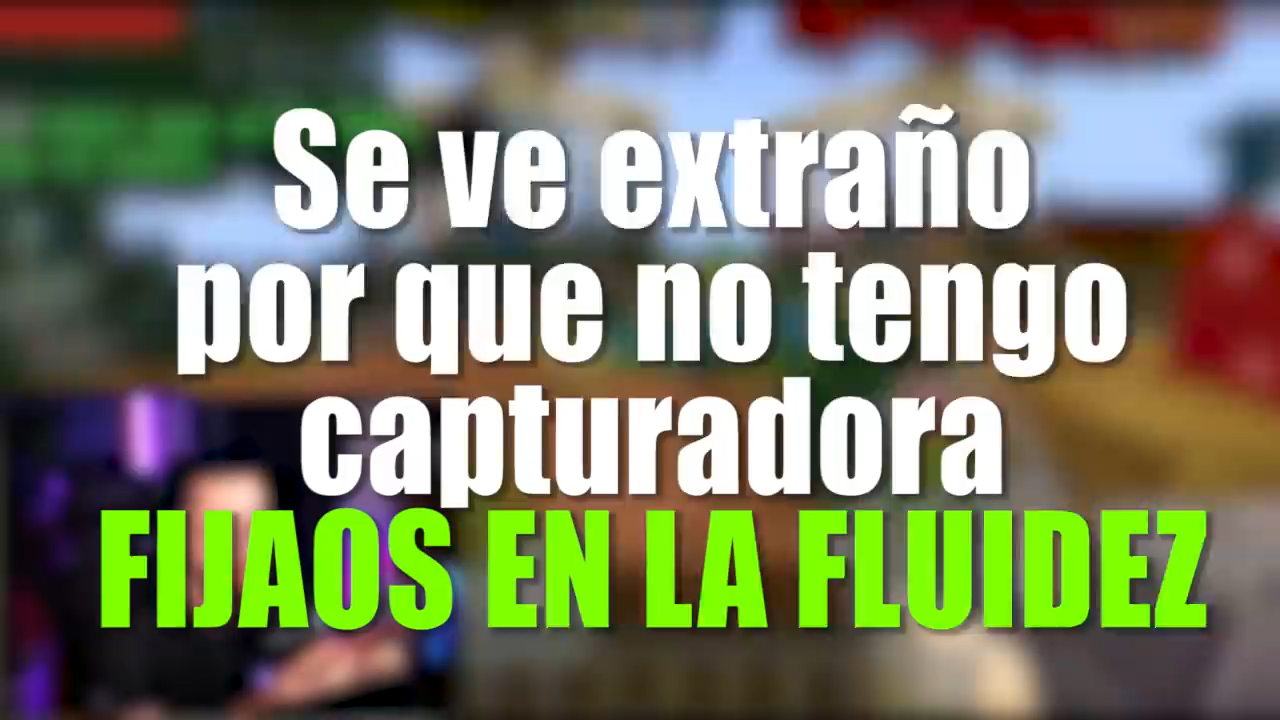 Se ve extraño
por que no tengo
capturadora
FIJAOS EN LA FLUIDEZ